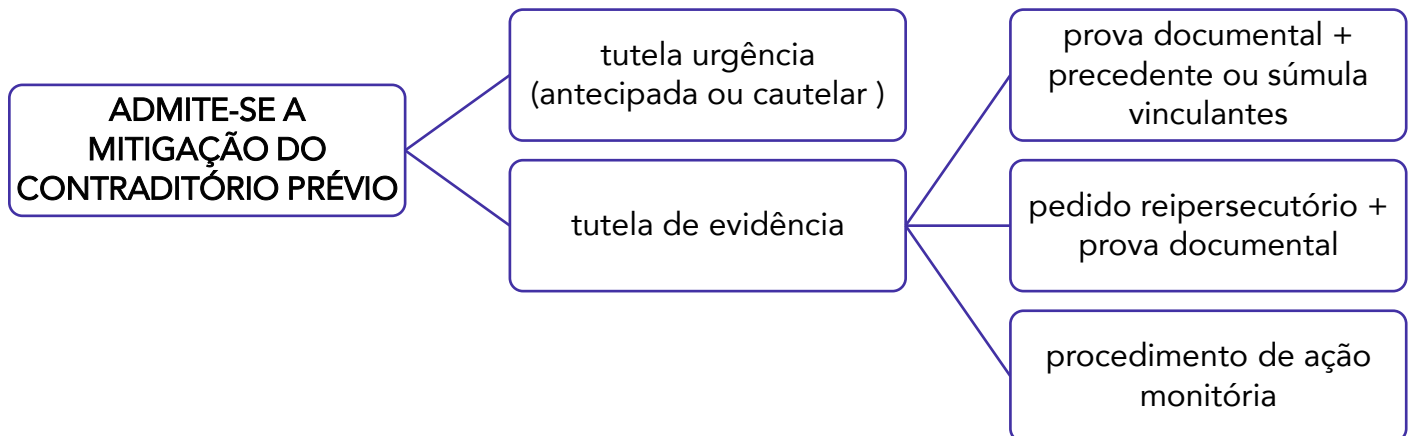 ADMITE-SE A
MITIGAÇÃO DO
CONTRADITÓRIO PRÉVIO
tutela urgência
(antecipada ou cautelar )
tutela de evidência
prova documental +
precedente ou súmula
vinculantes
pedido reipersecutório +
prova documental
procedimento de ação
monitória